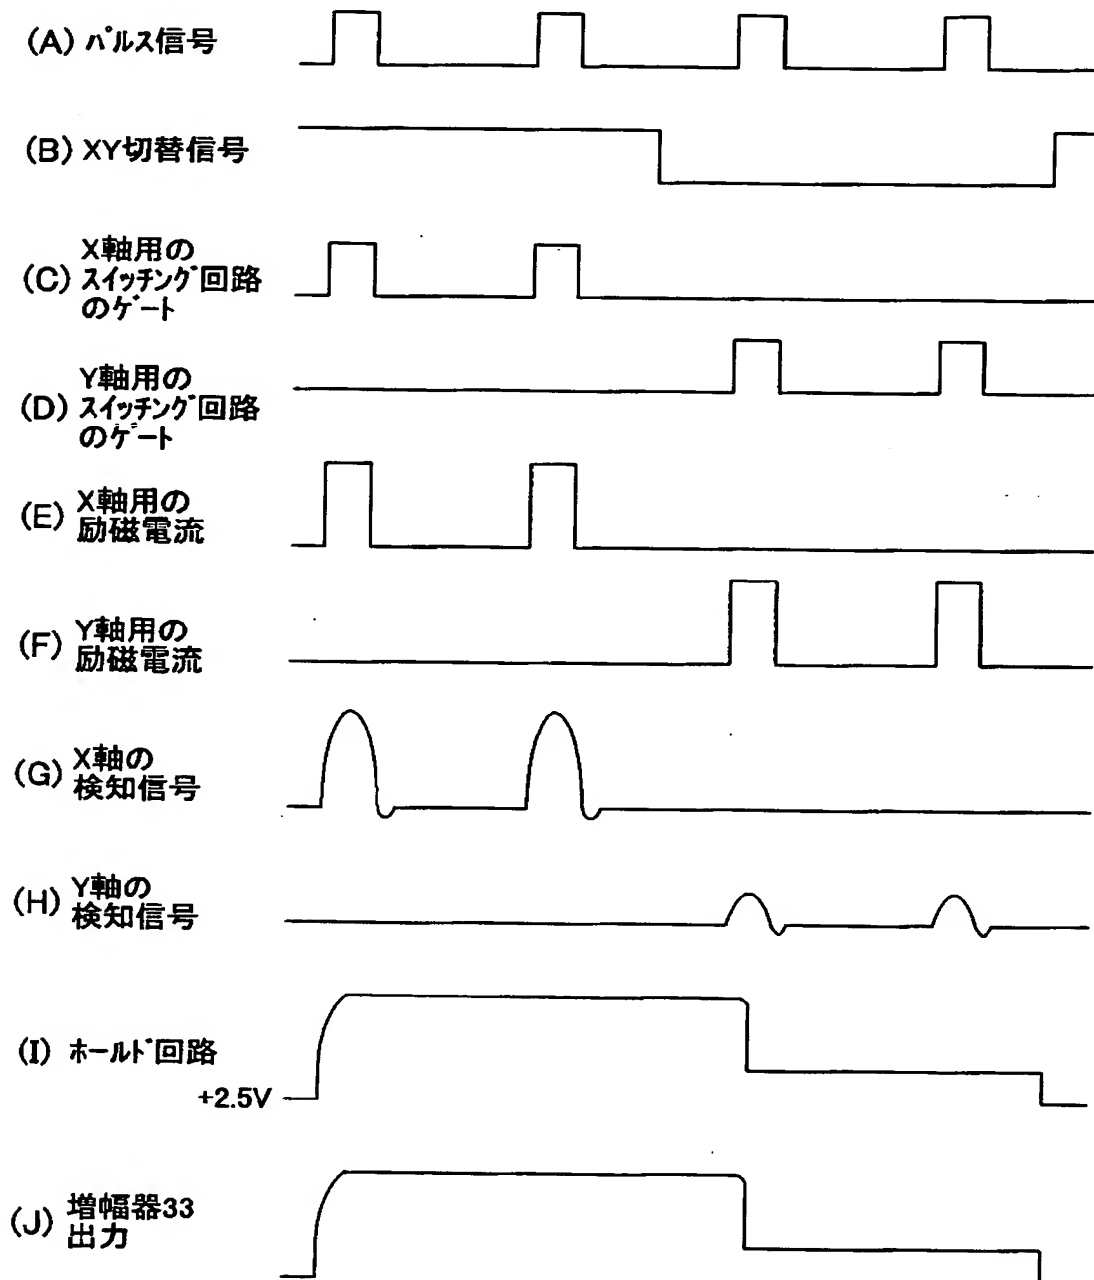 (A) パルス信号
(B) XY切替信号
(C) X軸用の
スイッチング回路
のゲート
(D) Y軸用の
スイッチング回路
のゲート
(E) X軸用の
励磁電流
(F) Y軸用の
励磁電流
(G) X軸の
検知信号
(H) Y軸の
検知信号
(I) ホールド回路
+2.5V
(J) 増幅器33
出力